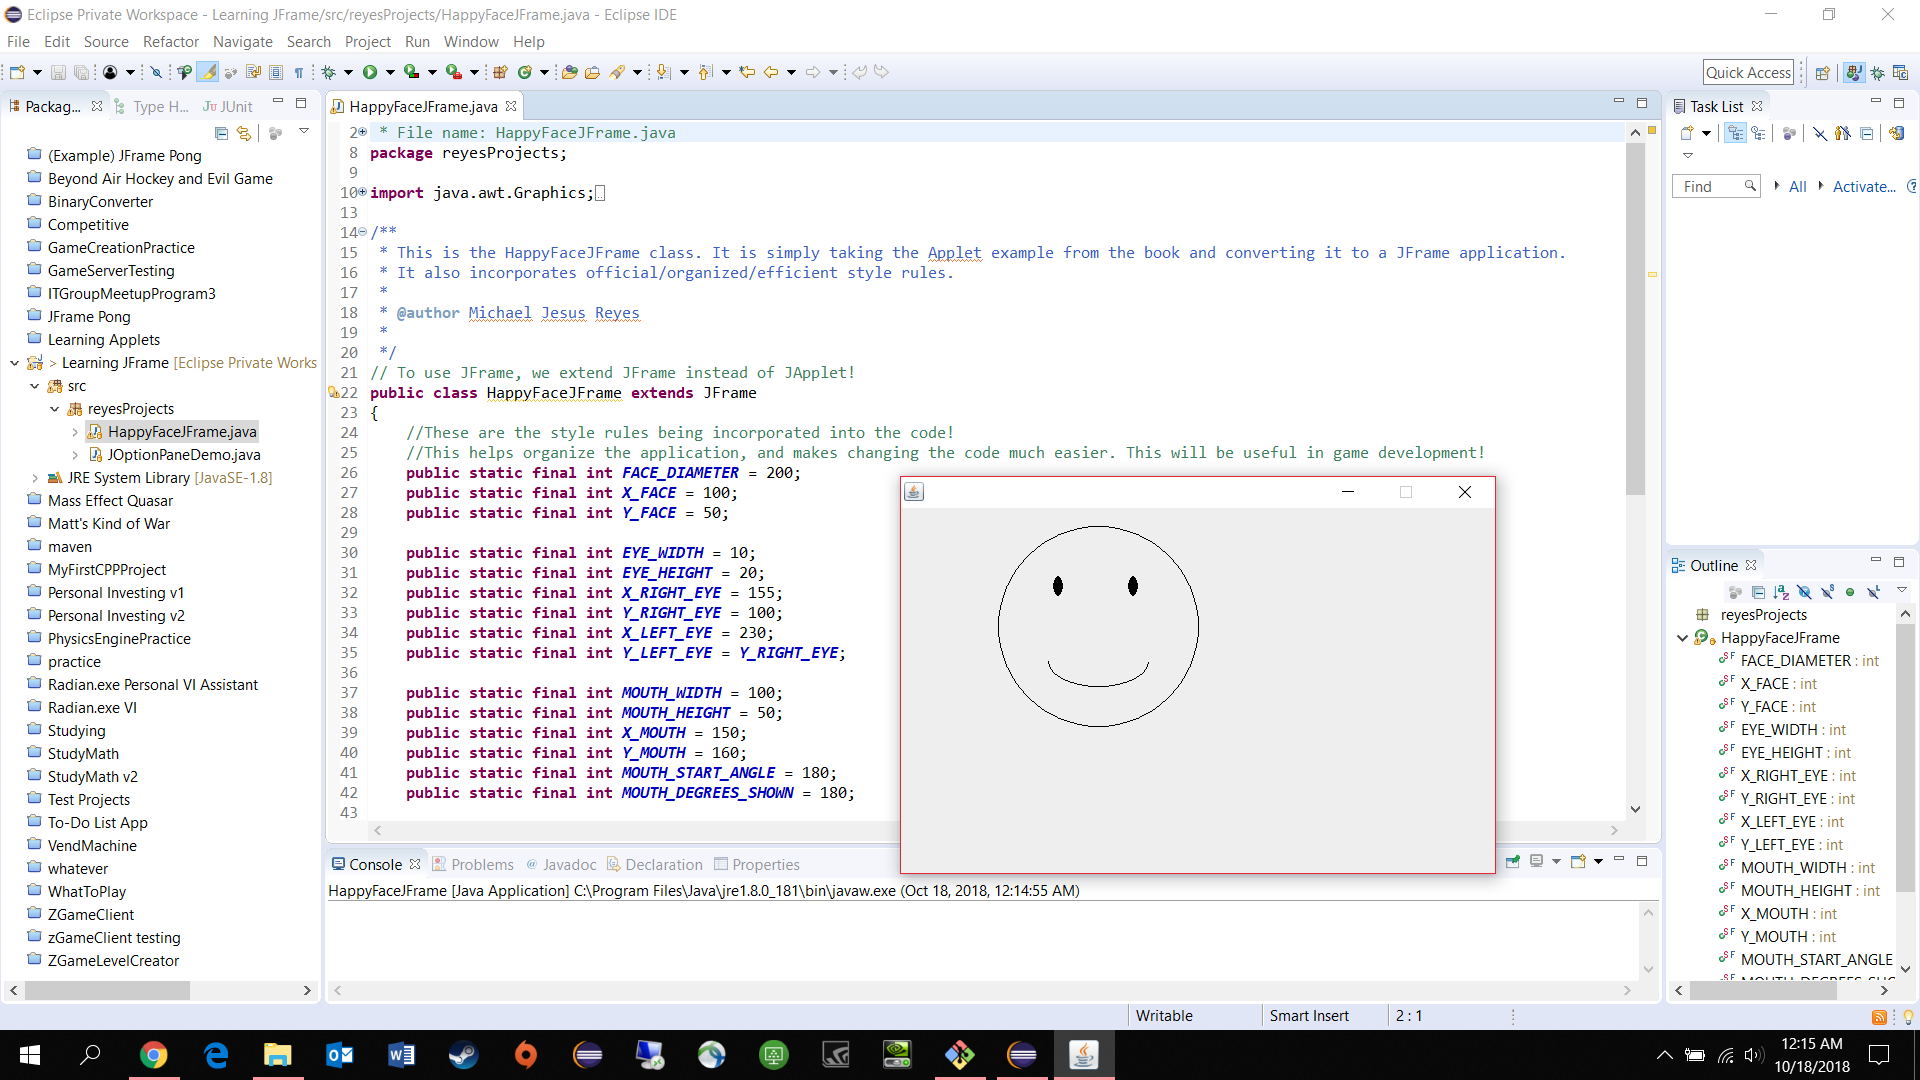 Eclipse Private Workspace - Learning JFrame/src/reyesProjects/HappyFaceJFrame.java - Eclipse IDE
File Edit Source Refactor Navigate Search Project Run Window Help
Quick Access
Packag... Type H... JUnit
(Example) JFrame Pong
Beyond Air Hockey and Evil Game
BinaryConverter
Competitive
GameCreationPractice
GameServerTesting
ITGroupMeetupProgram3
JFrame Pong
Learning Applets
> Learning JFrame [Eclipse Private Works
src
reyesProjects
HappyFaceJFrame.java
JOptionPaneDemo.java
JRE System Library [JavaSE-1.8]
Mass Effect Quasar
Matt's Kind of War
maven
MyFirstCPPProject
Personal Investing v1
Personal Investing v2
PhysicsEnginePractice
practice
Radian.exe Personal VI Assistant
Radian.exe VI
Studying
StudyMath
StudyMath v2
Test Projects
To-Do List App
VendMachine
whatever
WhatToPlay
ZGameClient
zGameClient testing
ZGameLevelCreator
HappyFaceJFrame.java
2 * File name: HappyFaceJFrame.java
8 package reyesProjects;
9
10 import java.awt.Graphics;
13
14 /**
15 * This is the HappyFaceJFrame class. It is simply taking the Applet example from the book and converting it to a JFrame application.
16 * It also incorporates official/organized/efficient style rules.
17 *
18 * @author Michael Jesus Reyes
19 *
20 */
21 // To use JFrame, we extend JFrame instead of JApplet!
22 public class HappyFaceJFrame extends JFrame
23 {
24 //These are the style rules being incorporated into the code!
25 //This helps organize the application, and makes changing the code much easier. This will be useful in game development!
26 public static final int FACE_DIAMETER = 200;
27 public static final int X_FACE = 100;
28 public static final int Y_FACE = 50;
29
30 public static final int EYE_WIDTH = 10;
31 public static final int EYE_HEIGHT = 20;
32 public static final int X_RIGHT_EYE = 155;
33 public static final int Y_RIGHT_EYE = 100;
34 public static final int X_LEFT_EYE = 230;
35 public static final int Y_LEFT_EYE = Y_RIGHT_EYE;
36
37 public static final int MOUTH_WIDTH = 100;
38 public static final int MOUTH_HEIGHT = 50;
39 public static final int X_MOUTH = 150;
40 public static final int Y_MOUTH = 160;
41 public static final int MOUTH_START_ANGLE = 180;
42 public static final int MOUTH_DEGREES_SHOWN = 180;
43
Console Problems @ Javadoc Declaration Properties
HappyFaceJFrame [Java Application] C:\Program Files\Java\jre1.8.0_181\bin\javaw.exe (Oct 18, 2018, 12:14:55 AM)
Task List
Find All Activate...
Outline
reyesProjects
HappyFaceJFrame
FACE_DIAMETER : int
X_FACE : int
Y_FACE : int
EYE_WIDTH : int
EYE_HEIGHT : int
X_RIGHT_EYE : int
Y_RIGHT_EYE : int
X_LEFT_EYE : int
Y_LEFT_EYE : int
MOUTH_WIDTH : int
MOUTH_HEIGHT : int
X_MOUTH : int
Y_MOUTH : int
MOUTH_START_ANGLE
Writable Smart Insert 2 : 1
12:15 AM
10/18/2018